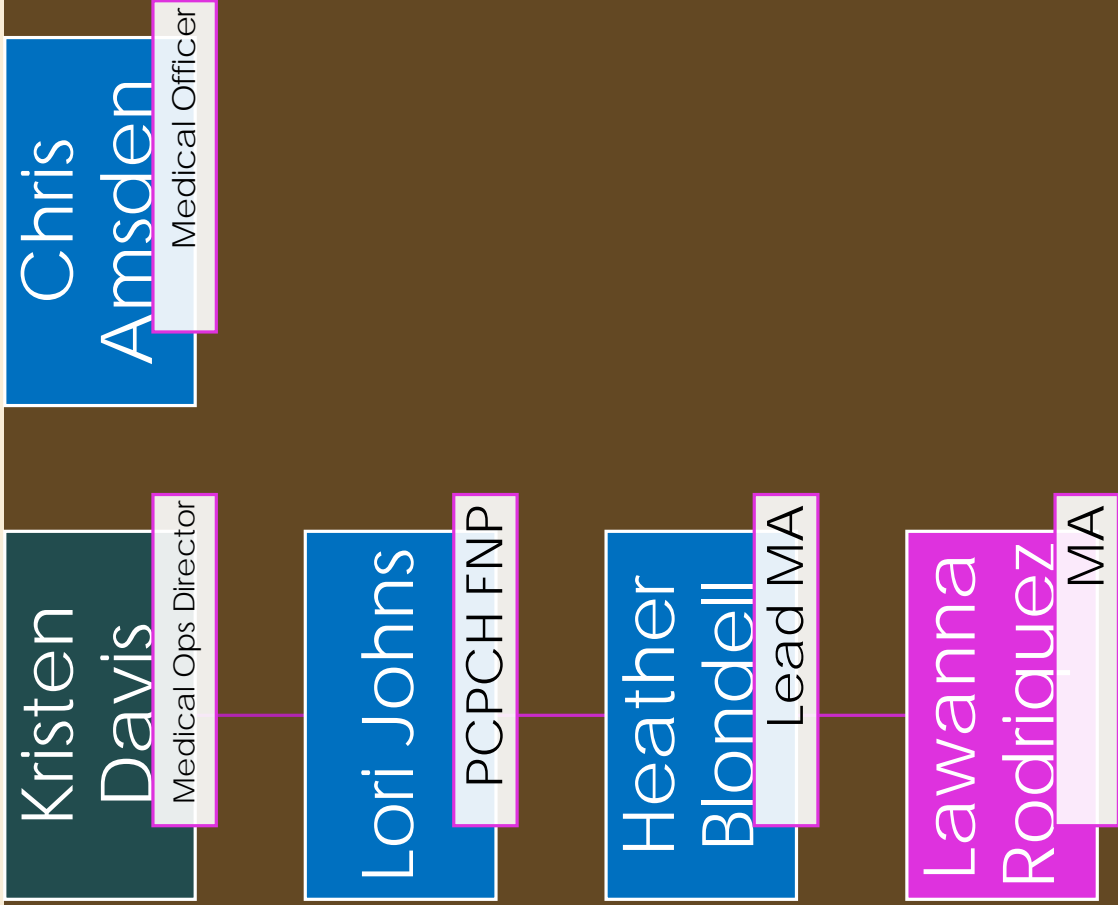 Kristen
Davis
Medical Ops Director
Chris
Amsden
Medical Officer
Lori Johns
PCPCH FNP
Heather
Blondell
Lead MA
Lawanna
Rodriquez
MA